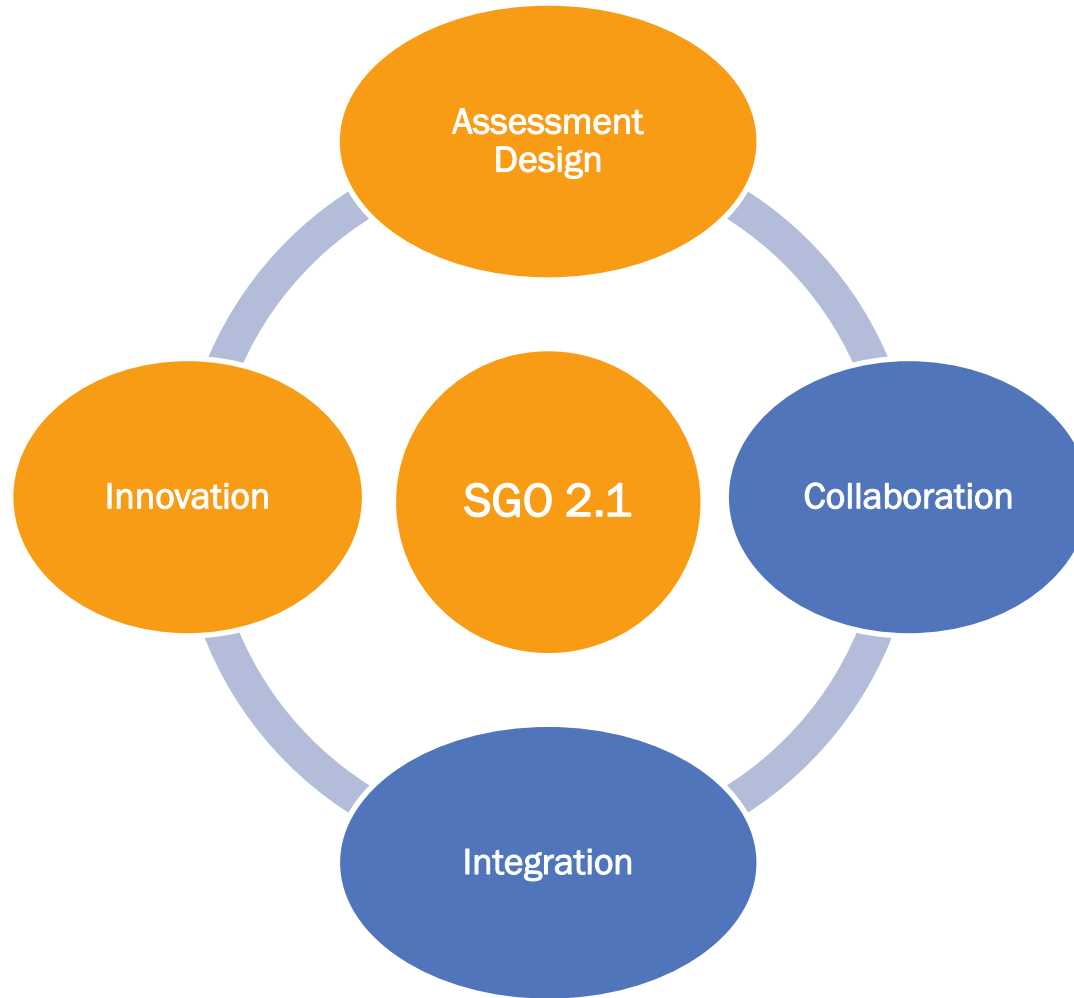 Assessment
Design
Innovation
SGO 2.1
Collaboration
Integration